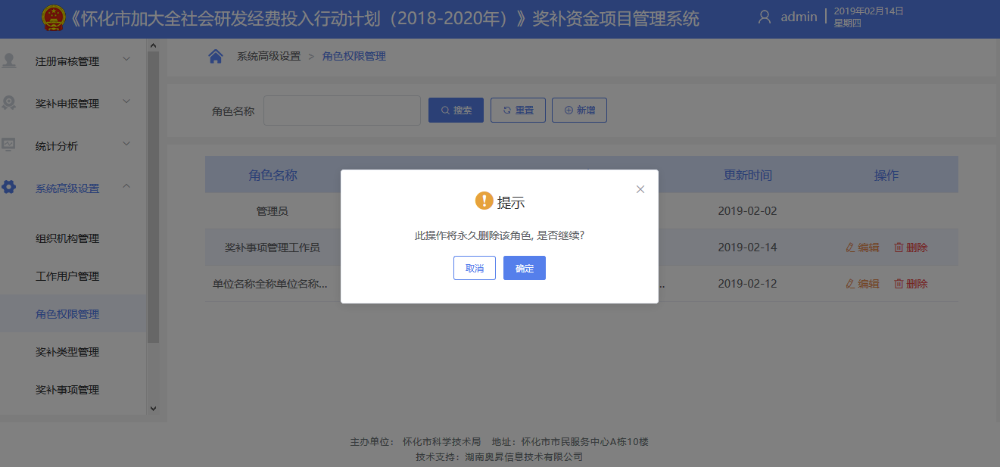 《怀化市加大全社会研发经费投入行动计划（2018-2020年）》奖补资金项目管理系统
admin
2019年02月14日
星期四
注册审核管理
奖补申报管理
统计分析
系统高级设置
组织机构管理
工作用户管理
角色权限管理
奖补类型管理
奖补事项管理
系统高级设置 > 角色权限管理
角色名称
搜索
重置
新增
角色名称 更新时间 操作
管理员 2019-02-02
奖补事项管理工作员 2019-02-14 编辑 删除
单位名称全称单位名称... ... 2019-02-12 编辑 删除
提示
此操作将永久删除该角色, 是否继续?
取消 确定
主办单位： 怀化市科学技术局 地址：怀化市市民服务中心A栋10楼
技术支持：湖南奥昇信息技术有限公司